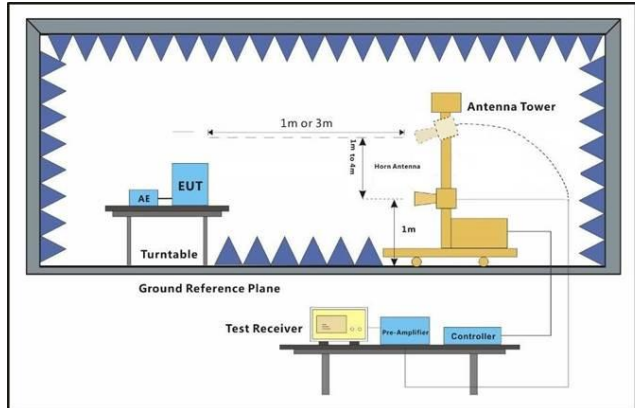 1m or 3m
Antenna Tower
1m to 4m
Horn Antenna
EUT
AE
1m
Turntable
Ground Reference Plane
Test Receiver
Pre-Amplifier
Controller